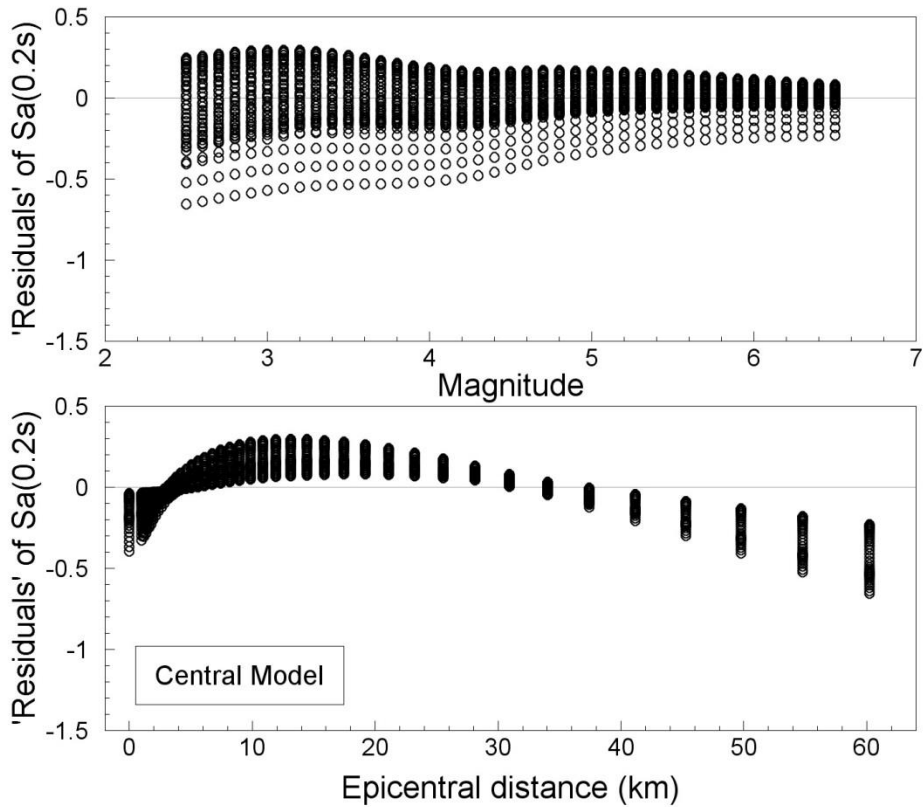 0.5
0
-0.5
-1
-1.5
'Residuals' of Sa(0.2s)
2 3 4 5 6 7
Magnitude
0.5
0
-0.5
-1
-1.5
'Residuals' of Sa(0.2s)
Central Model
0 10 20 30 40 50 60
Epicentral distance (km)